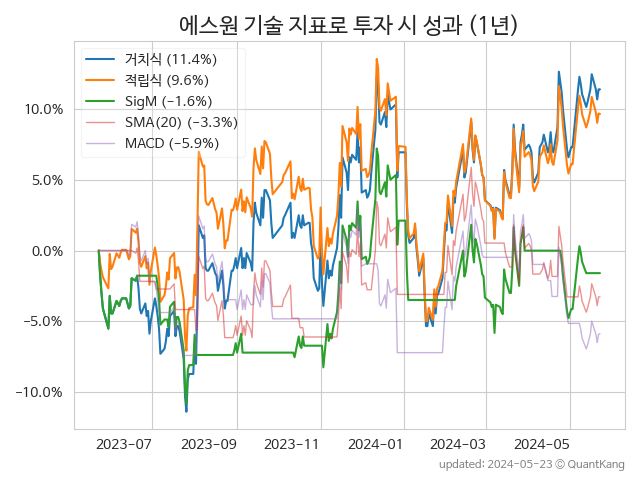 에스원 기술 지표로 투자 시 성과 (1년)
거치식 (11.4%)
적립식 (9.6%)
SigM (−1.6%)
SMA(20) (−3.3%)
MACD (−5.9%)
10.0%
5.0%
0.0%
−5.0%
−10.0%
2023−07 2023−09 2023−11 2024−01 2024−03 2024−05
updated: 2024−05−23 © QuantKang